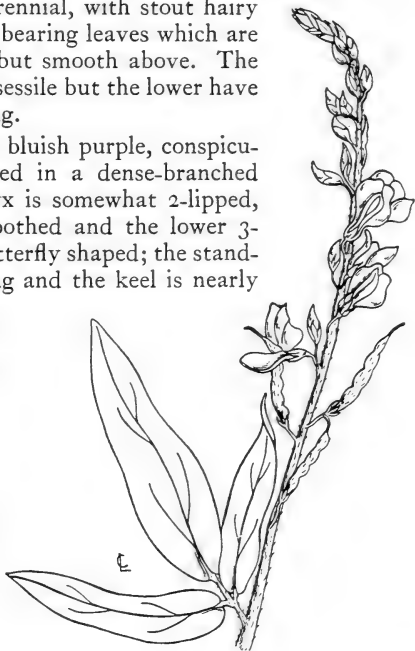 rennial, with stout hairy
bearing leaves which are
but smooth above. The
sessile but the lower have
g.
bluish purple, conspicu-
ed in a dense-branched
x is somewhat 2-lipped,
oothed and the lower 3-
tterfly shaped; the stand-
g and the keel is nearly